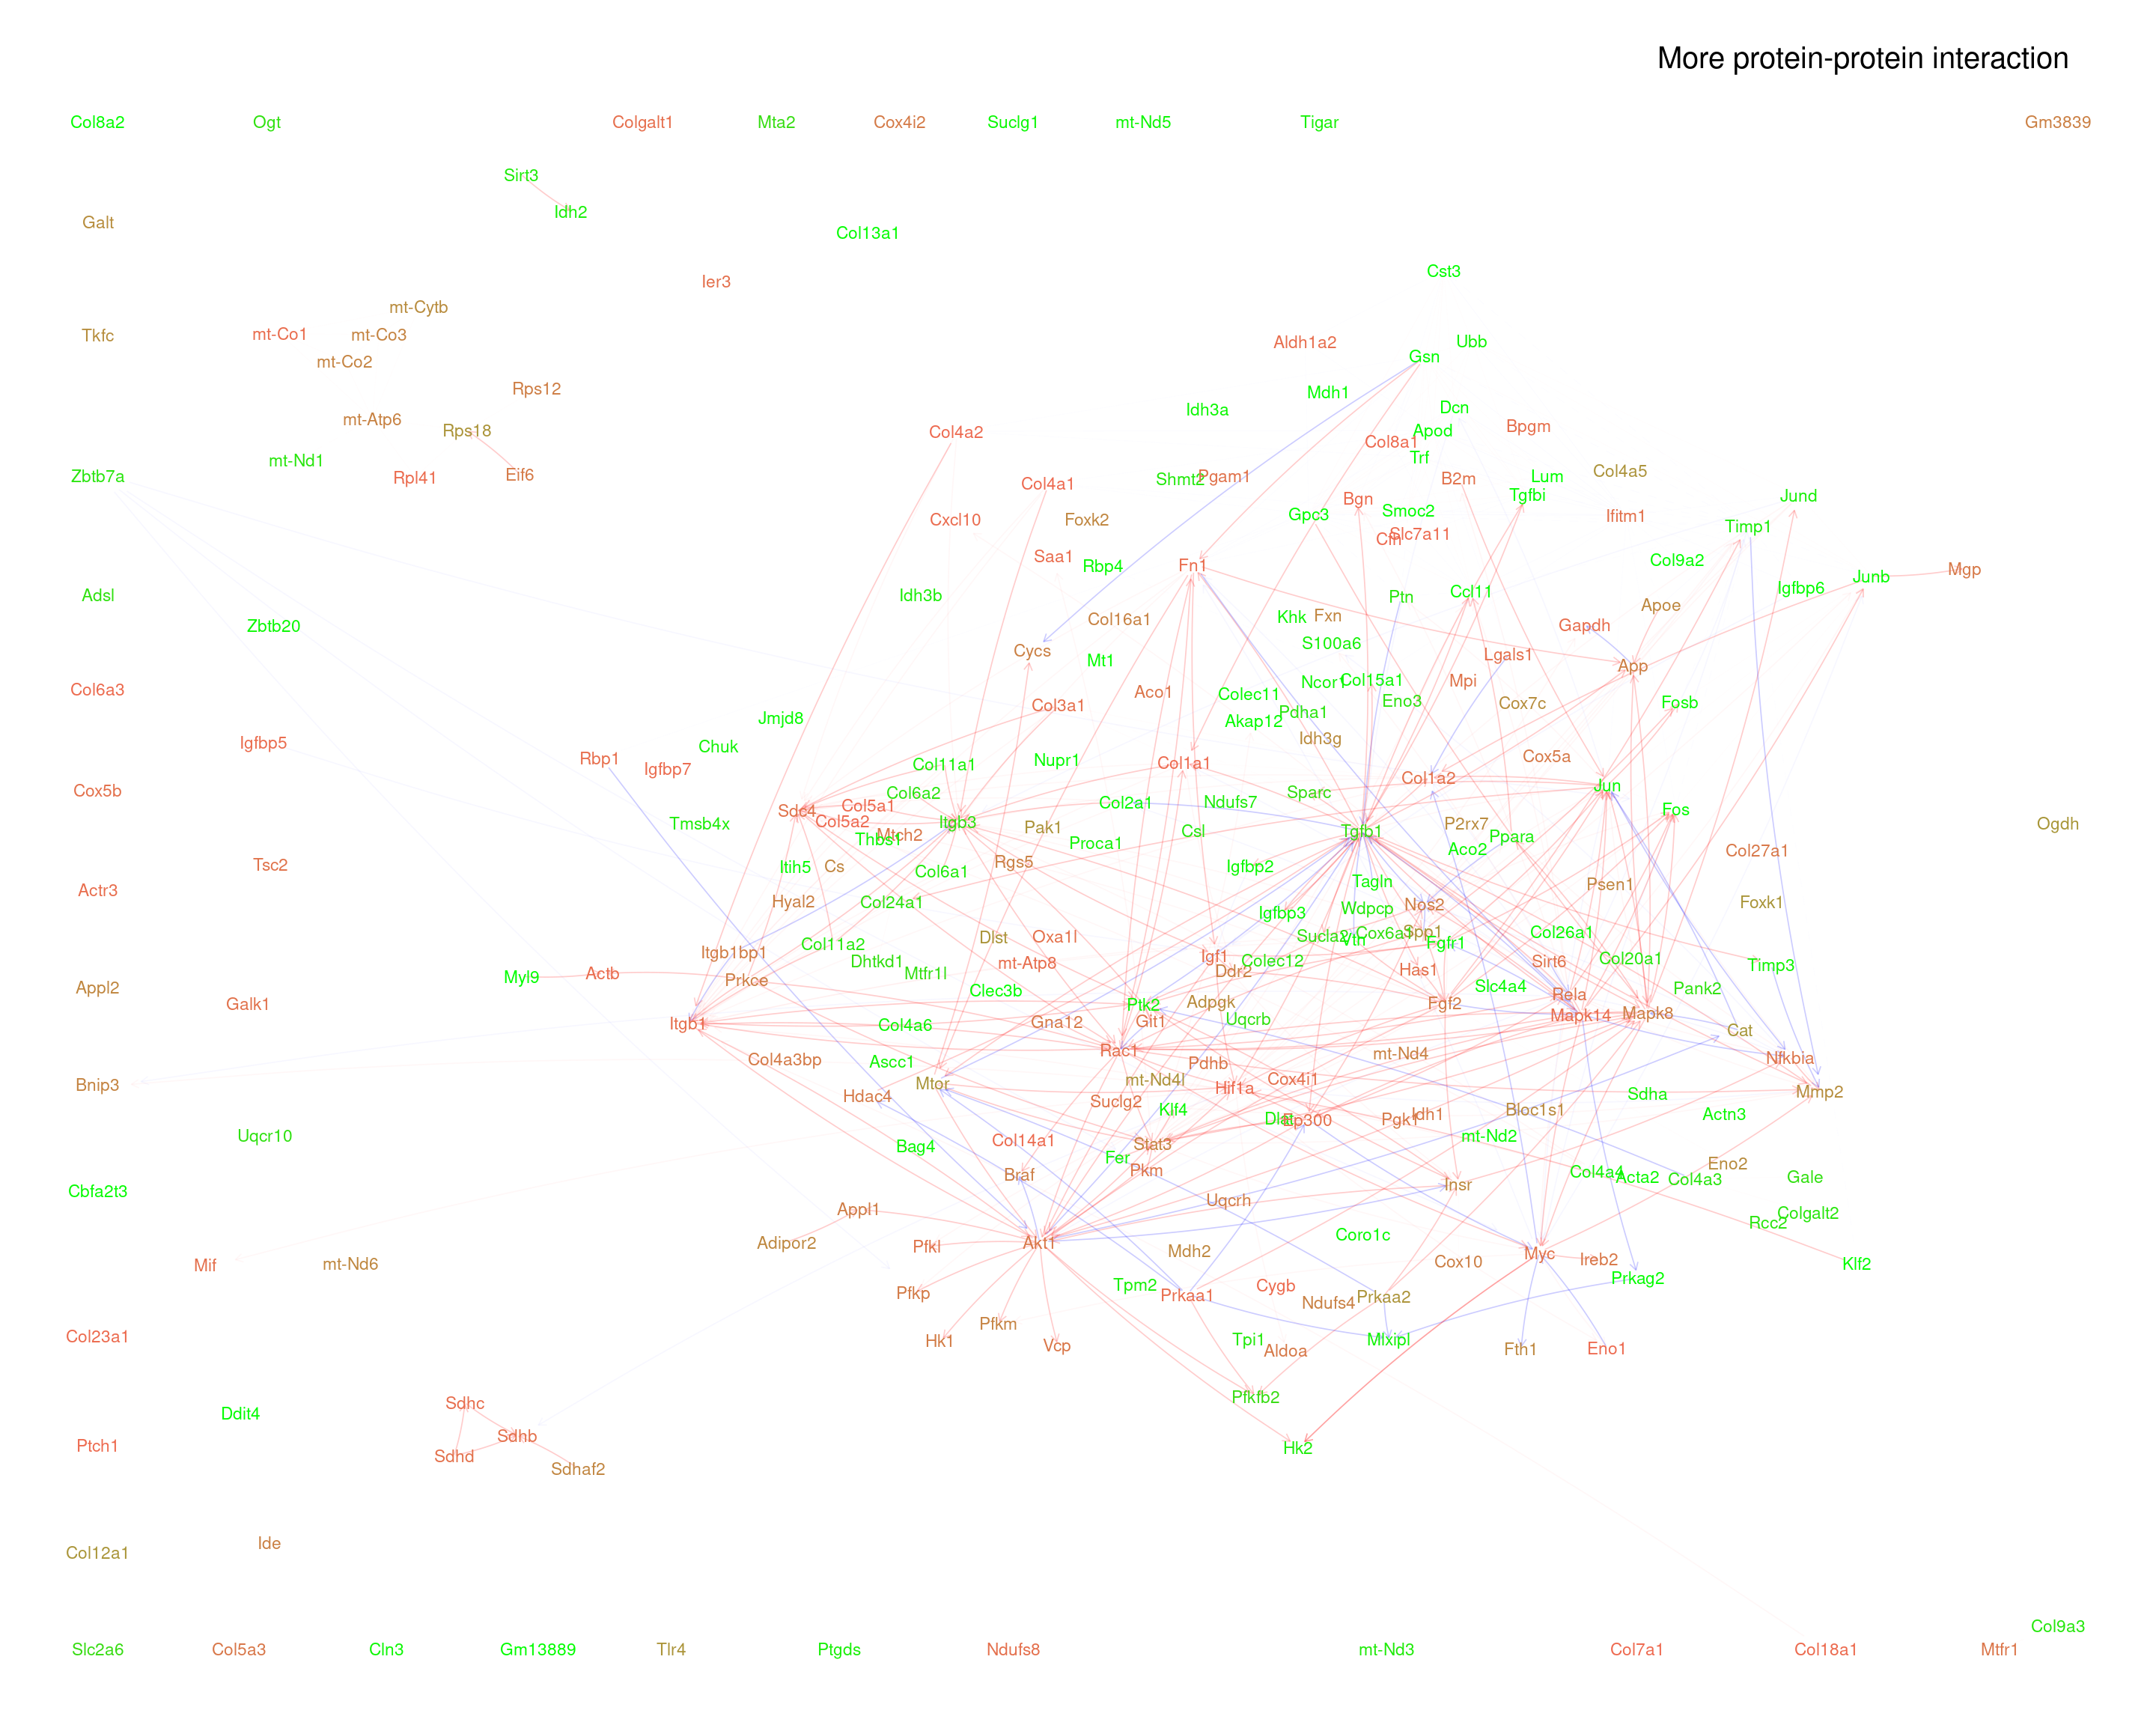 More protein-protein interaction
Col8a2 Ogt Colgalt1 Mta2 Cox4i2 Suclg1 mt-Nd5 Tigar Gm3839
Sirt3
Idh2
Galt
Col13a1
Cst3
Ier3
mt-Cytb
Tkfc mt-Co1 mt-Co3
Aldh1a2 Ubb
Gsn
mt-Co2
Rps12 Mdh1
Idh3a Dcn
mt-Atp6 Bpgm
Rps18 Col4a2 Apod
Col8a1
mt-Nd1 Trf
Col4a5
Zbtb7a Rpl41 Eif6 Shmt2 Pgam1 B2m Lum
Col4a1 Bgn Tgfbi Jund
Cxcl10 Foxk2 Gpc3 Smoc2 Ifitm1
Timp1
Slc7a11
Saa1 Rbp4 Fn1 Col9a2 Mgp
Junb
Adsl Idh3b Ptn Ccl11 Igfbp6
Apoe
Zbtb20 Col16a1 Khk Fxn Gapdh
Cycs S100a6 Lgals1
Mt1 App
Col6a3 Aco1 Colec11 Ncor1 Col15a1 Mpi
Col3a1 Eno3 Cox7c Fosb
Jmjd8 Akap12 Pdha1
Igfbp5 Chuk Idh3g
Rbp1 Igfbp7 Nupr1 Col1a1 Cox5a
Col11a1 Col1a2
Cox5b Col6a2 Sparc Jun
Sdc4 Col5a1 Col2a1 Ndufs7 Fos
Tmsb4x Col5a2 Itgb3 Pak1 Csl Tgfb1 P2rx7 Ogdh
Thbs1 Mtch2 Proca1 Ppara
Aco2 Col27a1
Tsc2 Itih5 Cs Col6a1 Rgs5 Igfbp2
Actr3 Tagln Psen1
Hyal2 Col24a1 Igfbp3 Wdpcp Nos2 Foxk1
Itgb1bp1 Col11a2 Dlst Oxa1l Sucla2 Vtn Cox6a1 Spp1 Fgfr1 Col26a1
Myl9 Actb Prkce Dhtkd1 Mtfr1l mt-Atp8 Igf1 Ddr2 Colec12 Has1 Sirt6 Col20a1 Timp3
Appl2 Clec3b Slc4a4 Pank2
Galk1 Ptk2 Adpgk Fgf2 Rela
Itgb1 Col4a6 Gna12 Git1 Uqcrb Mapk14 Mapk8 Cat
Col4a3bp Ascc1 Rac1 Pdhb mt-Nd4 Nfkbia
Bnip3 Mtor mt-Nd4l Hif1a Cox4i1 Mmp2
Hdac4 Suclg2 Klf4 Dlat Ep300 Pgk1 Idh1 Bloc1s1 Sdha Actn3
Uqcr10 Col14a1 Stat3 mt-Nd2
Bag4 Fer
Cbfa2t3 Braf Pkm Insr Col4a4 Acta2 Col4a3 Eno2 Gale
Appl1 Uqcrh Rcc2 Colgalt2
Adipor2 Pfkl Akt1 Mdh2 Coro1c
Mif mt-Nd6 Cox10 Myc Ireb2 Klf2
Pfkp Tpm2 Prkaa1 Cygb Prkaa2 Prkag2
Ndufs4
Col23a1 Hk1 Pfkm Vcp Tpi1 Aldoa Mlxipl Fth1 Eno1
Sdhc Pfkfb2
Ddit4
Ptch1 Sdhb Hk2
Sdhd Sdhaf2
Col12a1 Ide
Col9a3
Slc2a6 Col5a3 Cln3 Gm13889 Tlr4 Ptgds Ndufs8 mt-Nd3 Col7a1 Col18a1 Mtfr1